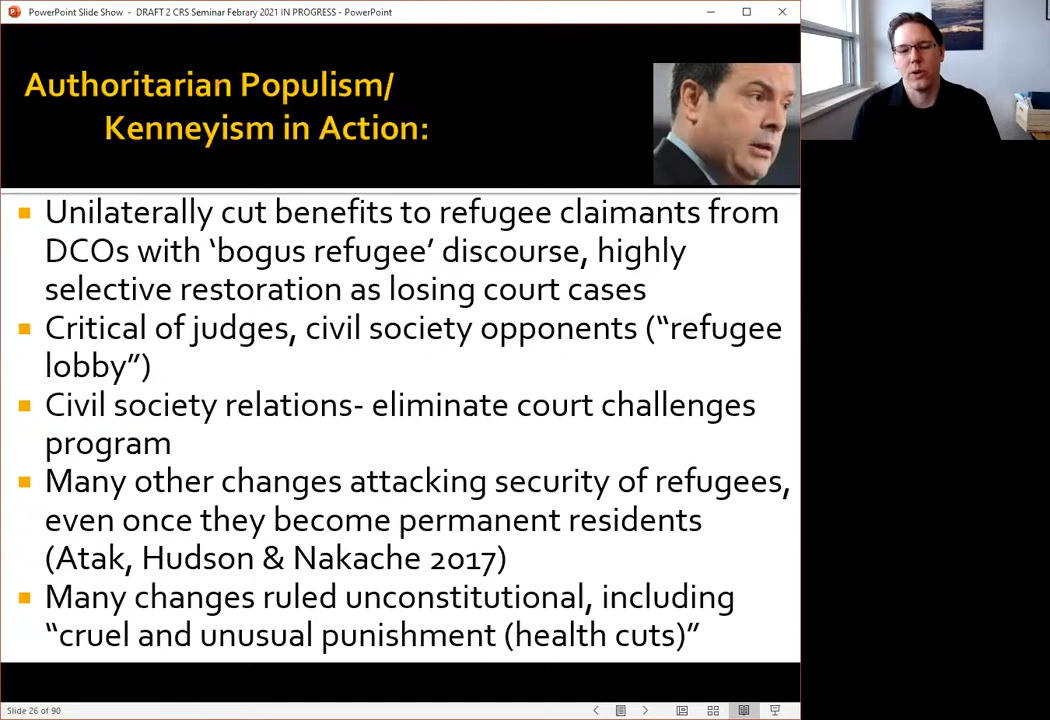 PowerPoint Slide Show - DRAFT 2 CRS Seminar Febrary 2021 IN PROGRESS - PowerPoint
Authoritarian Populism/
Kenneyism in Action:
Unilaterally cut benefits to refugee claimants from
DCOs with ‘bogus refugee’ discourse, highly
selective restoration as losing court cases
Critical of judges, civil society opponents (“refugee
lobby”)
Civil society relations- eliminate court challenges
program
Many other changes attacking security of refugees,
even once they become permanent residents
(Atak, Hudson & Nakache 2017)
Many changes ruled unconstitutional, including
“cruel and unusual punishment (health cuts)”
Slide 26 of 90